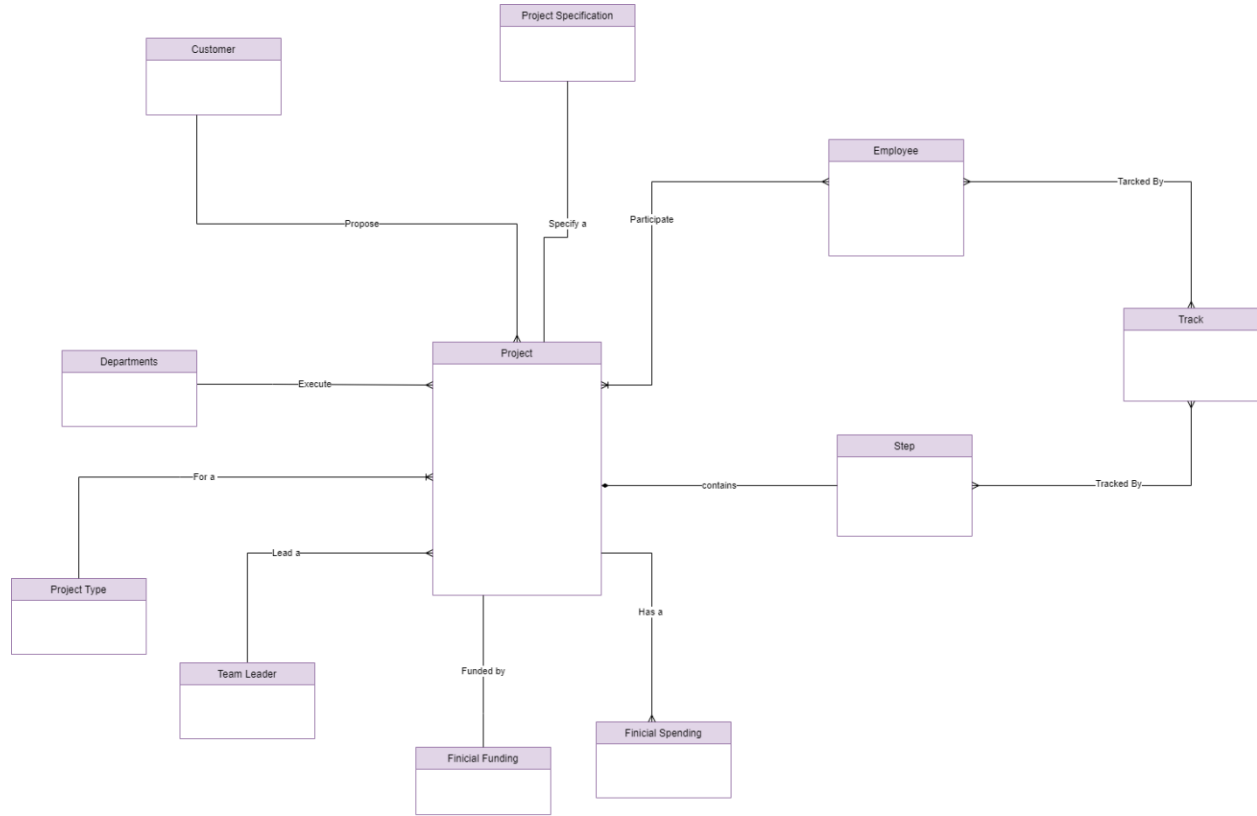 Project Specification
Customer
Employee
Tarcked By
Participate
Propose
Specify a
Track
Project
Departments
Execute
Step
For a
contains
Tracked By
Lead a
Project Type
Has a
Team Leader
Funded by
Finicial Spending
Finicial Funding